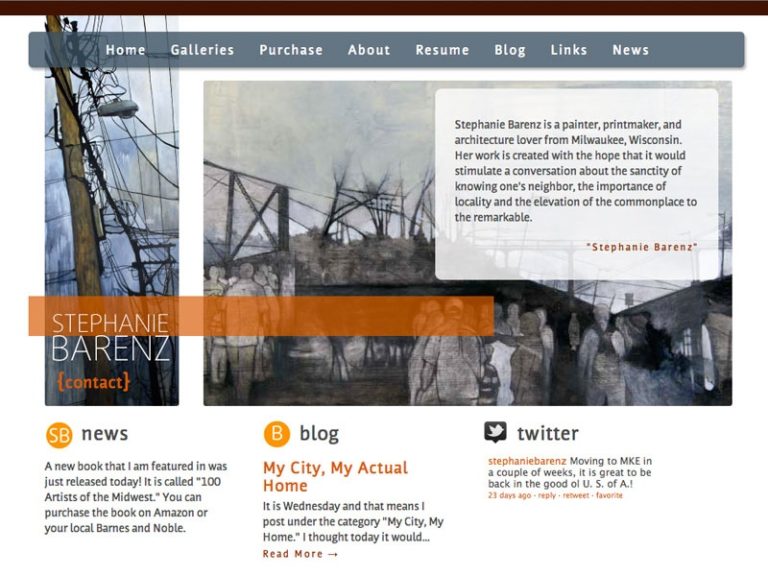 Home Galleries Purchase About Resume Blog Links News
Stephanie Barenz is a painter, printmaker, and
architecture lover from Milwaukee, Wisconsin.
Her work is created with the hope that it would
stimulate a conversation about the sanctity of
knowing one's neighbor, the importance of
locality and the elevation of the commonplace to
the remarkable.
"Stephanie Barenz"
STEPHANIE
BARENZ
{contact}
SB news
A new book that I am featured in was
just released today! It is called "100
Artists of the Midwest." You can
purchase the book on Amazon or
your local Barnes and Noble.
B blog
My City, My Actual
Home
It is Wednesday and that means I
post under the category "My City, My
Home." I thought today it would...
Read More →
twitter
stephaniebarenz Moving to MKE in
a couple of weeks, it is great to be
back in the good ol U. S. of A.!
23 days ago - reply - retweet - favorite